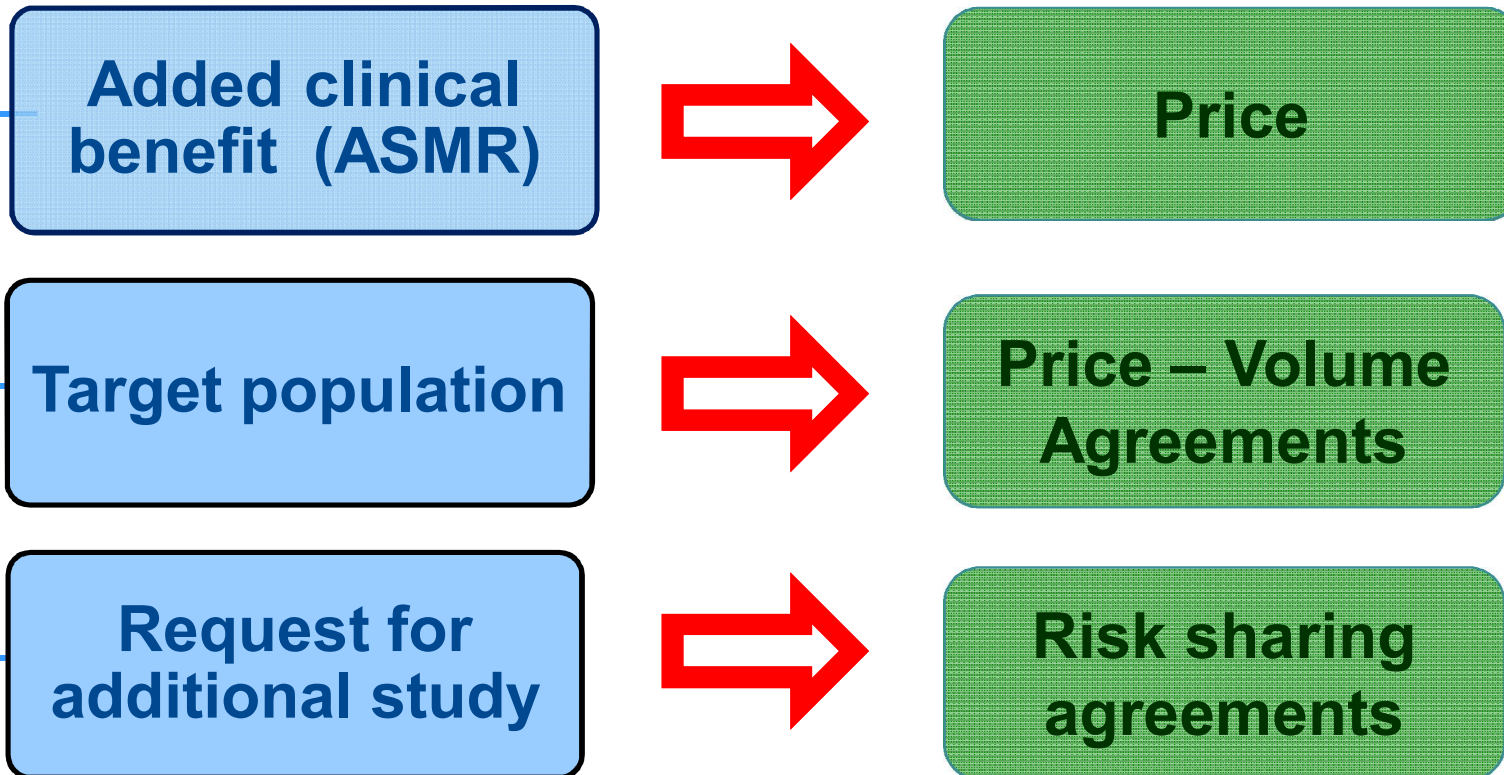 Added clinical
benefit (ASMR)
Price
Target population
Price – Volume
Agreements
Request for
additional study
Risk sharing
agreements